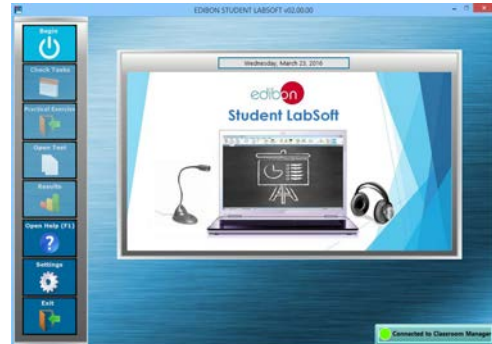 EDIBON STUDENT LABSOFT v02.00.00
Begin
Check Tasks
Practical Exercise
Open Test
Results
Open Help (F1)
Settings
Exit
Wednesday, March 23, 2016
edibon
Student LabSoft
Connected to Classroom Manager